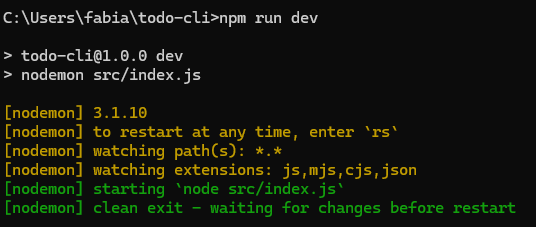 C:\Users\fabia\todo-cli>npm run dev
> todo-cli@1.0.0 dev
> nodemon src/index.js
[nodemon] 3.1.10
[nodemon] to restart at any time, enter `rs`
[nodemon] watching path(s): *.*
[nodemon] watching extensions: js,mjs,cjs,json
[nodemon] starting `node src/index.js`
[nodemon] clean exit - waiting for changes before restart